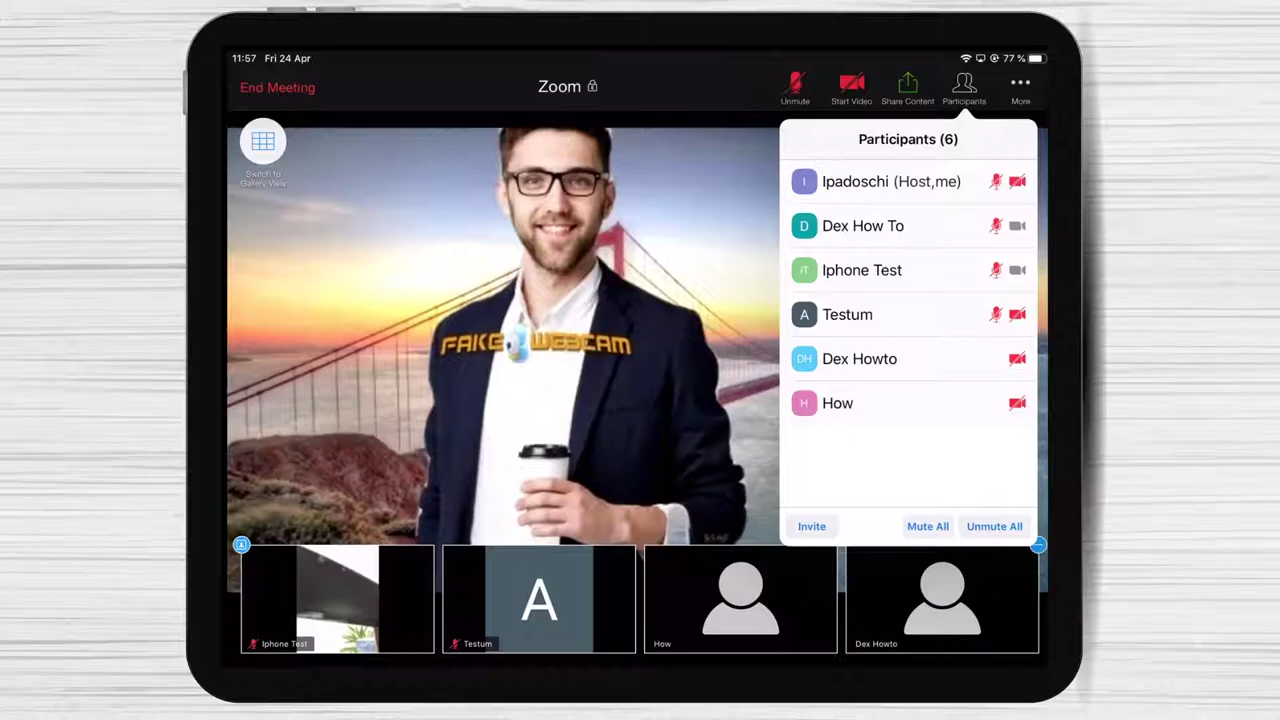 11:57 Fri 24 Apr
77 %
End Meeting
Zoom
Unmute
Start Video
Share Content
Participants
More
Switch to
Gallery View
Participants (6)
I Ipadoschi (Host,me)
D Dex How To
IT Iphone Test
A Testum
DH Dex Howto
H How
Invite
Mute All
Unmute All
FAKE WEBCAM
A
Iphone Test
Testum
How
Dex Howto